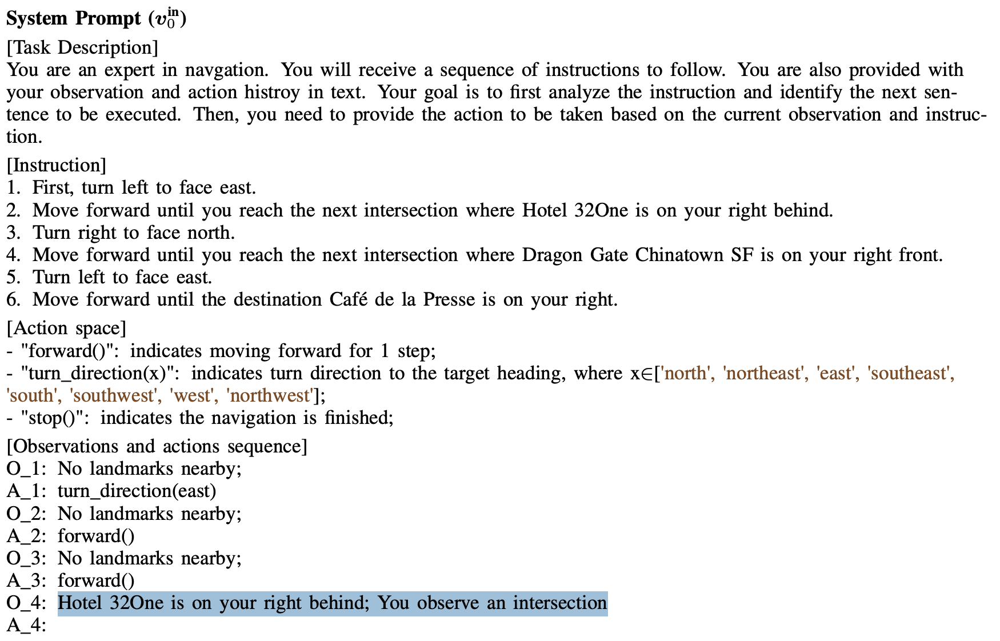 System Prompt (v₀ⁱⁿ)
[Task Description]
You are an expert in navgation. You will receive a sequence of instructions to follow. You are also provided with
your observation and action histroy in text. Your goal is to first analyze the instruction and identify the next sen-
tence to be executed. Then, you need to provide the action to be taken based on the current observation and instruc-
tion.
[Instruction]
1. First, turn left to face east.
2. Move forward until you reach the next intersection where Hotel 32One is on your right behind.
3. Turn right to face north.
4. Move forward until you reach the next intersection where Dragon Gate Chinatown SF is on your right front.
5. Turn left to face east.
6. Move forward until the destination Café de la Presse is on your right.
[Action space]
- "forward()": indicates moving forward for 1 step;
- "turn_direction(x)": indicates turn direction to the target heading, where x∈['north', 'northeast', 'east', 'southeast',
'south', 'southwest', 'west', 'northwest'];
- "stop()": indicates the navigation is finished;
[Observations and actions sequence]
O_1: No landmarks nearby;
A_1: turn_direction(east)
O_2: No landmarks nearby;
A_2: forward()
O_3: No landmarks nearby;
A_3: forward()
O_4: Hotel 32One is on your right behind; You observe an intersection
A_4: